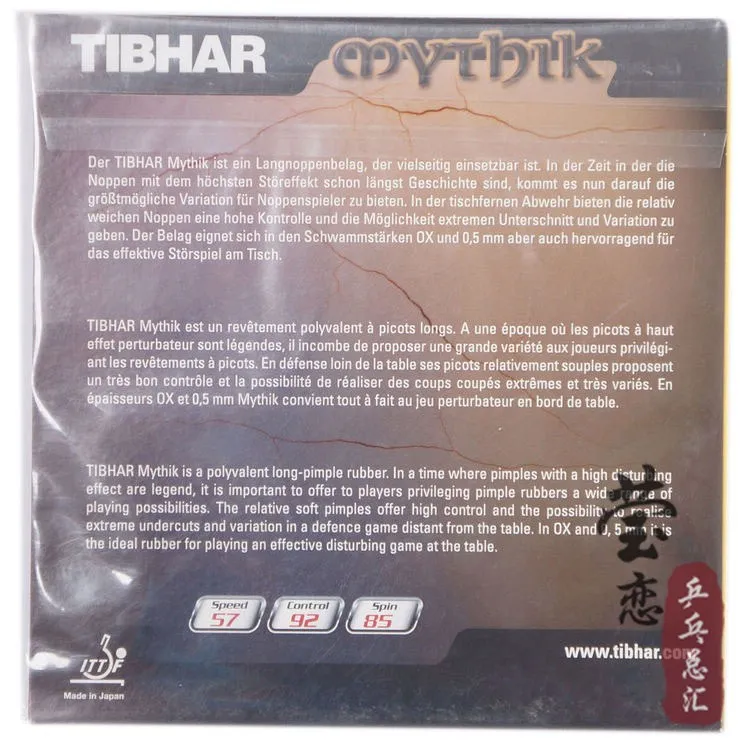 TIBHAR mythik
Der TIBHAR Mythik ist ein Langnoppenbelag, der vielseitig einsetzbar ist. In der Zeit in der die
Noppen mit dem höchsten Störeffekt schon längst Geschichte sind, kommt es nun darauf die
größtmögliche Variation für Noppenspieler zu bieten. In der tischfernen Abwehr bieten die relativ
weichen Noppen eine hohe Kontrolle und die Möglichkeit extremen Unterschnitt und Variation zu
geben. Der Belag eignet sich in den Schwammstärken OX und 0,5 mm aber auch hervorragend für
das effektive Störspiel am Tisch.
TIBHAR Mythik est un revêtement polyvalent à picots longs. A une époque où les picots à haut
effet perturbateur sont légendes, il incombe de proposer une grande variété aux joueurs privilégi-
ant les revêtements à picots. En défense loin de la table ses picots relativement souples proposent
un très bon contrôle et la possibilité de réaliser des coups coupés extrêmes et très variés. En
épaisseurs OX et 0,5 mm Mythik convient tout à fait au jeu perturbateur en bord de table.
TIBHAR Mythik is a polyvalent long-pimple rubber. In a time where pimples with a high disturbing
effect are legend, it is important to offer to players privileging pimple rubbers a wide range of
playing possibilities. The relative soft pimples offer high control and the possibility to realise
extreme undercuts and variation in a defence game distant from the table. In OX and 0,5 mm it is
the ideal rubber for playing an effective disturbing game at the table.
Speed Control Spin
57 92 85
ITTF
Made in Japan
www.tibhar.com
莹恋
乒乓总汇